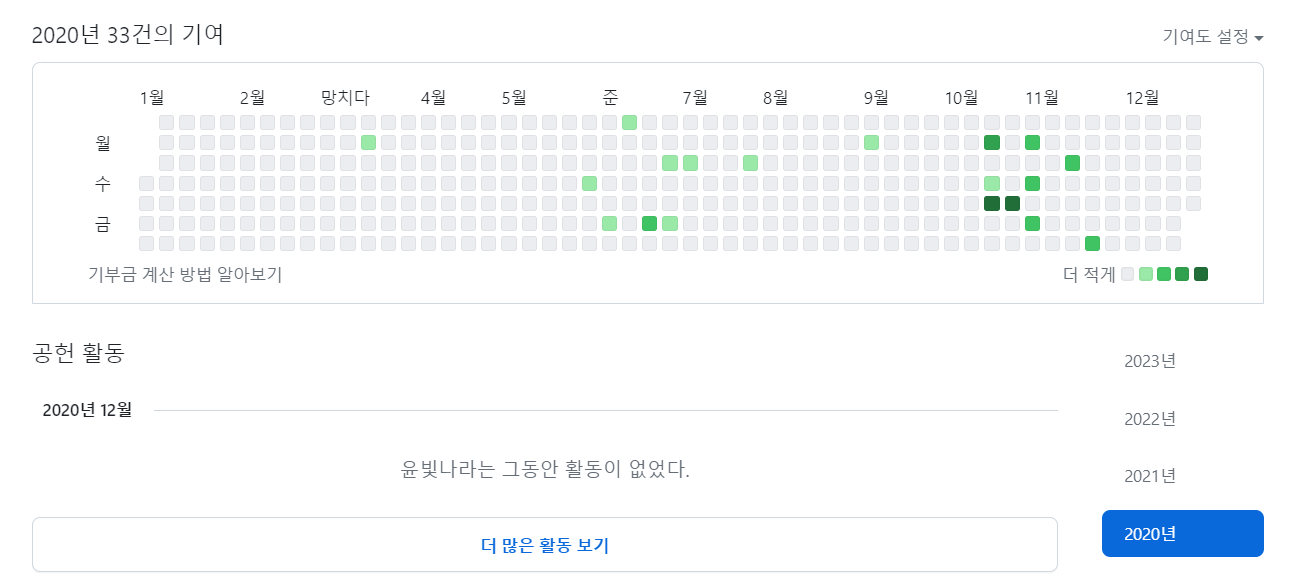 2020년 33건의 기여
기여도 설정
1월 2월 망치다 4월 5월 준 7월 8월 9월 10월 11월 12월
월
수
금
기부금 계산 방법 알아보기
더 적게
공헌 활동
2020년 12월
윤빛나라는 그동안 활동이 없었다.
더 많은 활동 보기
2023년
2022년
2021년
2020년